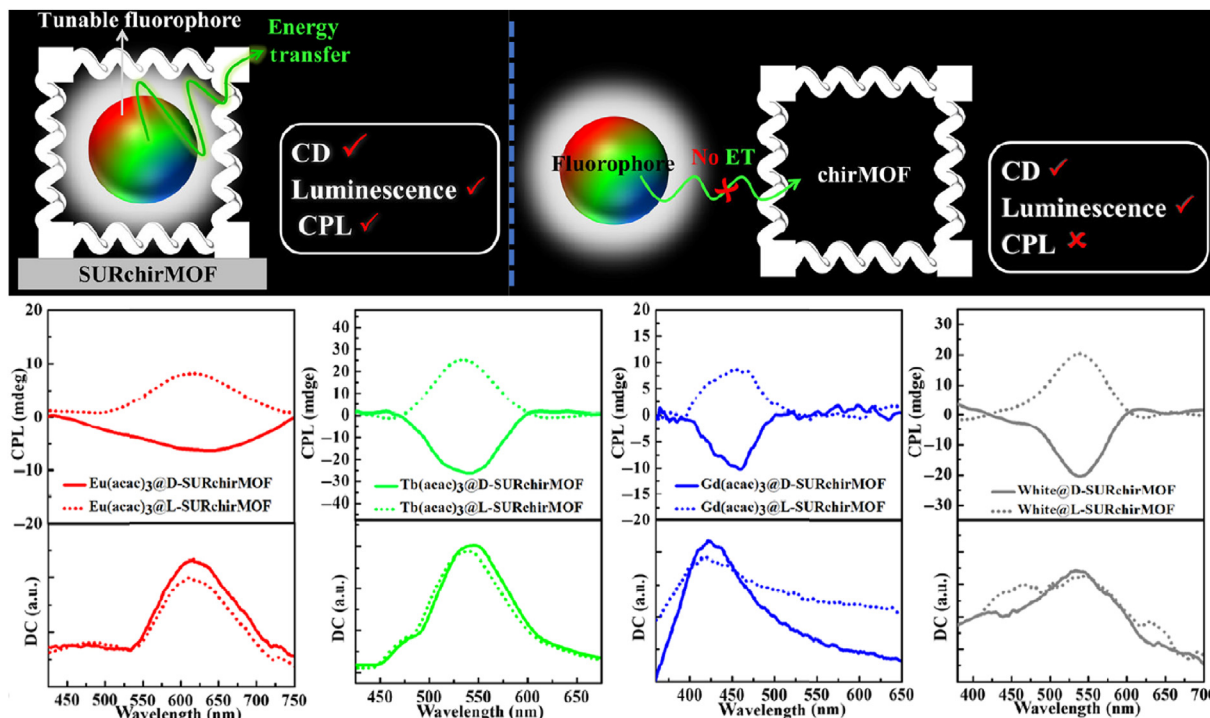 Tunable fluorophore
Energy
transfer
CD ✓
Luminescence ✓
CPL ✓
SURchirMOF
Fluorophore
No ET
chirMOF
CD ✓
Luminescence ✓
CPL ✘
20
10
0
−5
−10
−20
CPL (mdeg)
Eu(acac)3@D-SURchirMOF
Eu(acac)3@L-SURchirMOF
−20
DC (a.u.)
450 500 550 600 650 700 750
Wavelength (nm)
40
30
20
10
0
−10
−20
−30
−40
CPL (mdge)
Tb(acac)3@D-SURchirMOF
Tb(acac)3@L-SURchirMOF
DC (a.u.)
450 500 550 600 650
Wavelength (nm)
20
15
10
5
0
−5
−10
−15
−20
CPL (mdge)
Gd(acac)3@D-SURchirMOF
Gd(acac)3@L-SURchirMOF
DC (a.u.)
400 450 500 550 600 650
Wavelength (nm)
30
20
10
0
−10
−20
−30
CPL (mdge)
White@D-SURchirMOF
White@L-SURchirMOF
DC (a.u.)
400 450 500 550 600 650 700
Wavelength (nm)